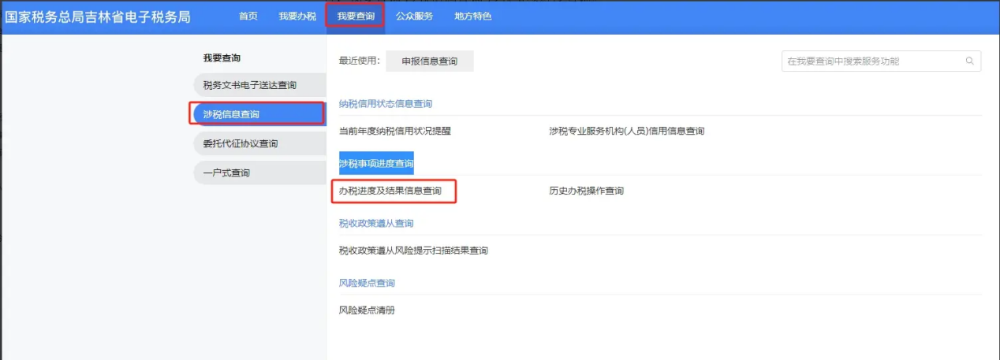 国家税务总局吉林省电子税务局 首页 我要办税 我要查询 公众服务 地方特色
我要查询
税务文书电子送达查询
涉税信息查询
委托代征协议查询
一户式查询
最近使用: 申报信息查询 在我要查询中搜索服务功能
纳税信用状态信息查询
当前年度纳税信用状况提醒 涉税专业服务机构(人员)信用信息查询
涉税事项进度查询
办税进度及结果信息查询 历史办税操作查询
税收政策遵从查询
税收政策遵从风险提示扫描结果查询
风险疑点查询
风险疑点清册